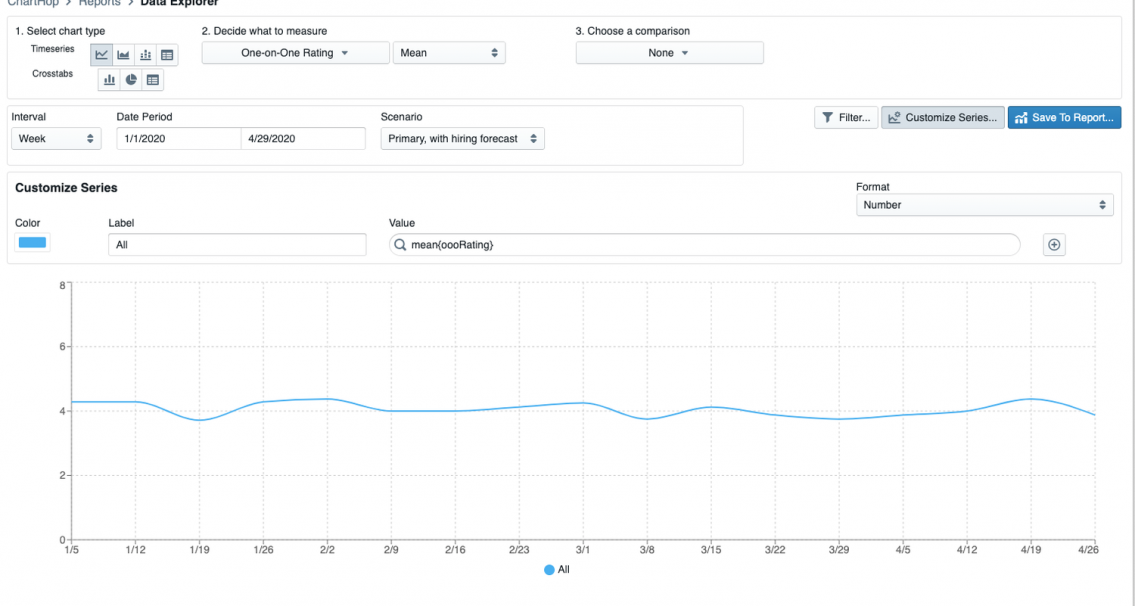 ChartHop > Reports > Data Explorer
1. Select chart type
2. Decide what to measure
3. Choose a comparison
Timeseries
One-on-One Rating
Mean
None
Crosstabs
Interval
Date Period
Scenario
Week
1/1/2020
4/29/2020
Primary, with hiring forecast
Filter...
Customize Series...
Save To Report...
Customize Series
Format
Number
Color
Label
Value
All
mean{oooRating}
8
6
4
2
0
1/5 1/12 1/19 1/26 2/2 2/9 2/16 2/23 3/1 3/8 3/15 3/22 3/29 4/5 4/12 4/19 4/26
All